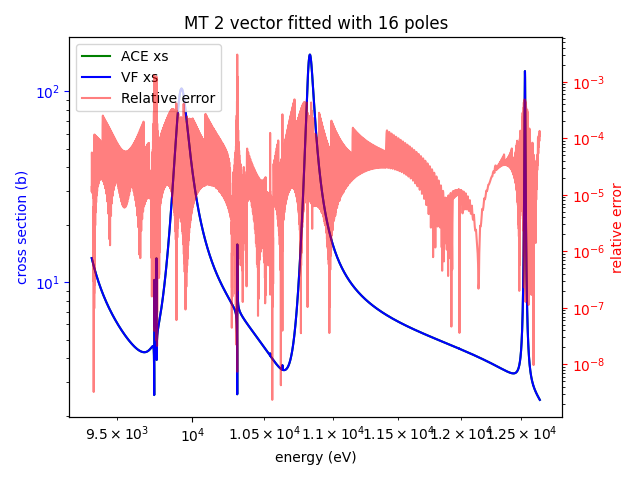 MT 2 vector fitted with 16 poles
ACE xs
VF xs
Relative error
cross section (b)
10²
10¹
relative error
10⁻³
10⁻⁴
10⁻⁵
10⁻⁶
10⁻⁷
10⁻⁸
9.5 × 10³
10⁴
1.05 × 10⁴
1.1 × 10⁴
1.15 × 10⁴
1.2 × 10⁴
1.25 × 10⁴
energy (eV)